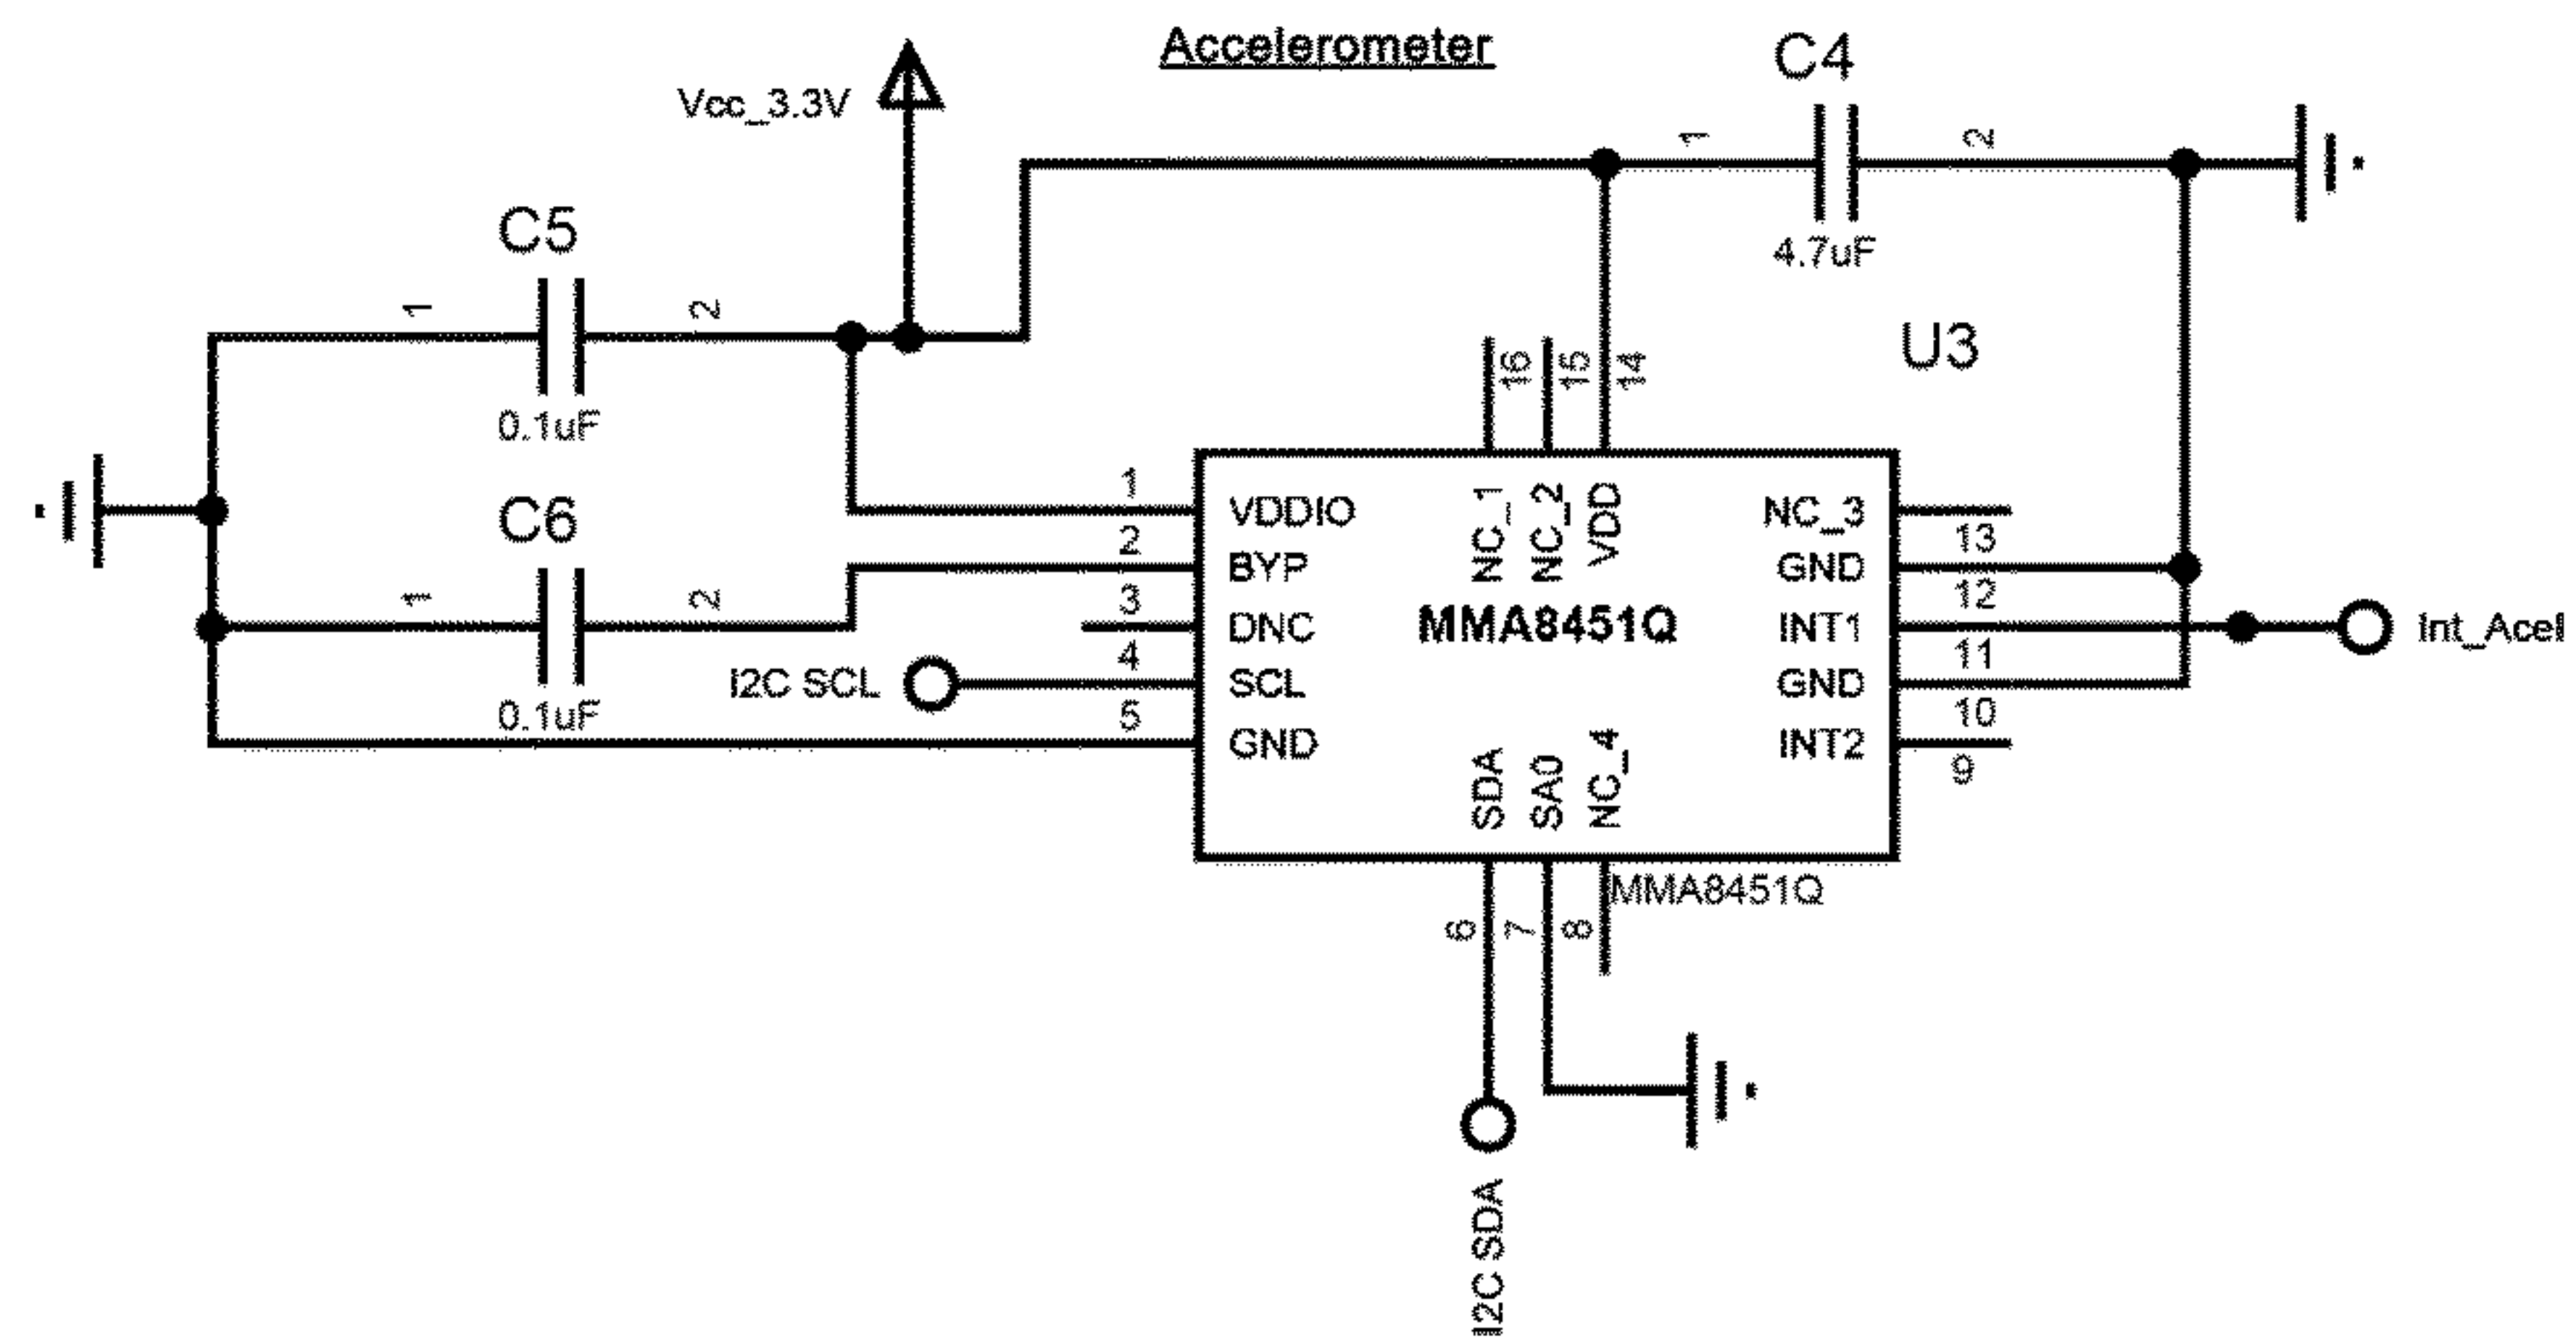 Accelerometer
C4
Vcc_3.3V
1
2
4.7uF
C5
1
2
0.1uF
U3
16
15
14
C6
1
2
0.1uF
1
VDDIO
NC_1
NC_2
VDD
NC_3
13
2
BYP
GND
12
3
DNC
MMA8451Q
INT1
11
Int_Acel
I2C SCL
4
SCL
GND
10
5
GND
SDA
SA0
NC_4
INT2
9
MMA8451Q
6
7
8
I2C SDA